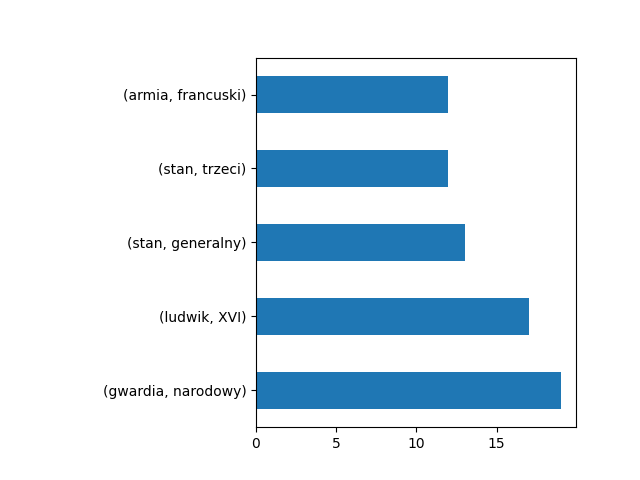 (armia, francuski)
(stan, trzeci)
(stan, generalny)
(ludwik, XVI)
(gwardia, narodowy)
0 5 10 15